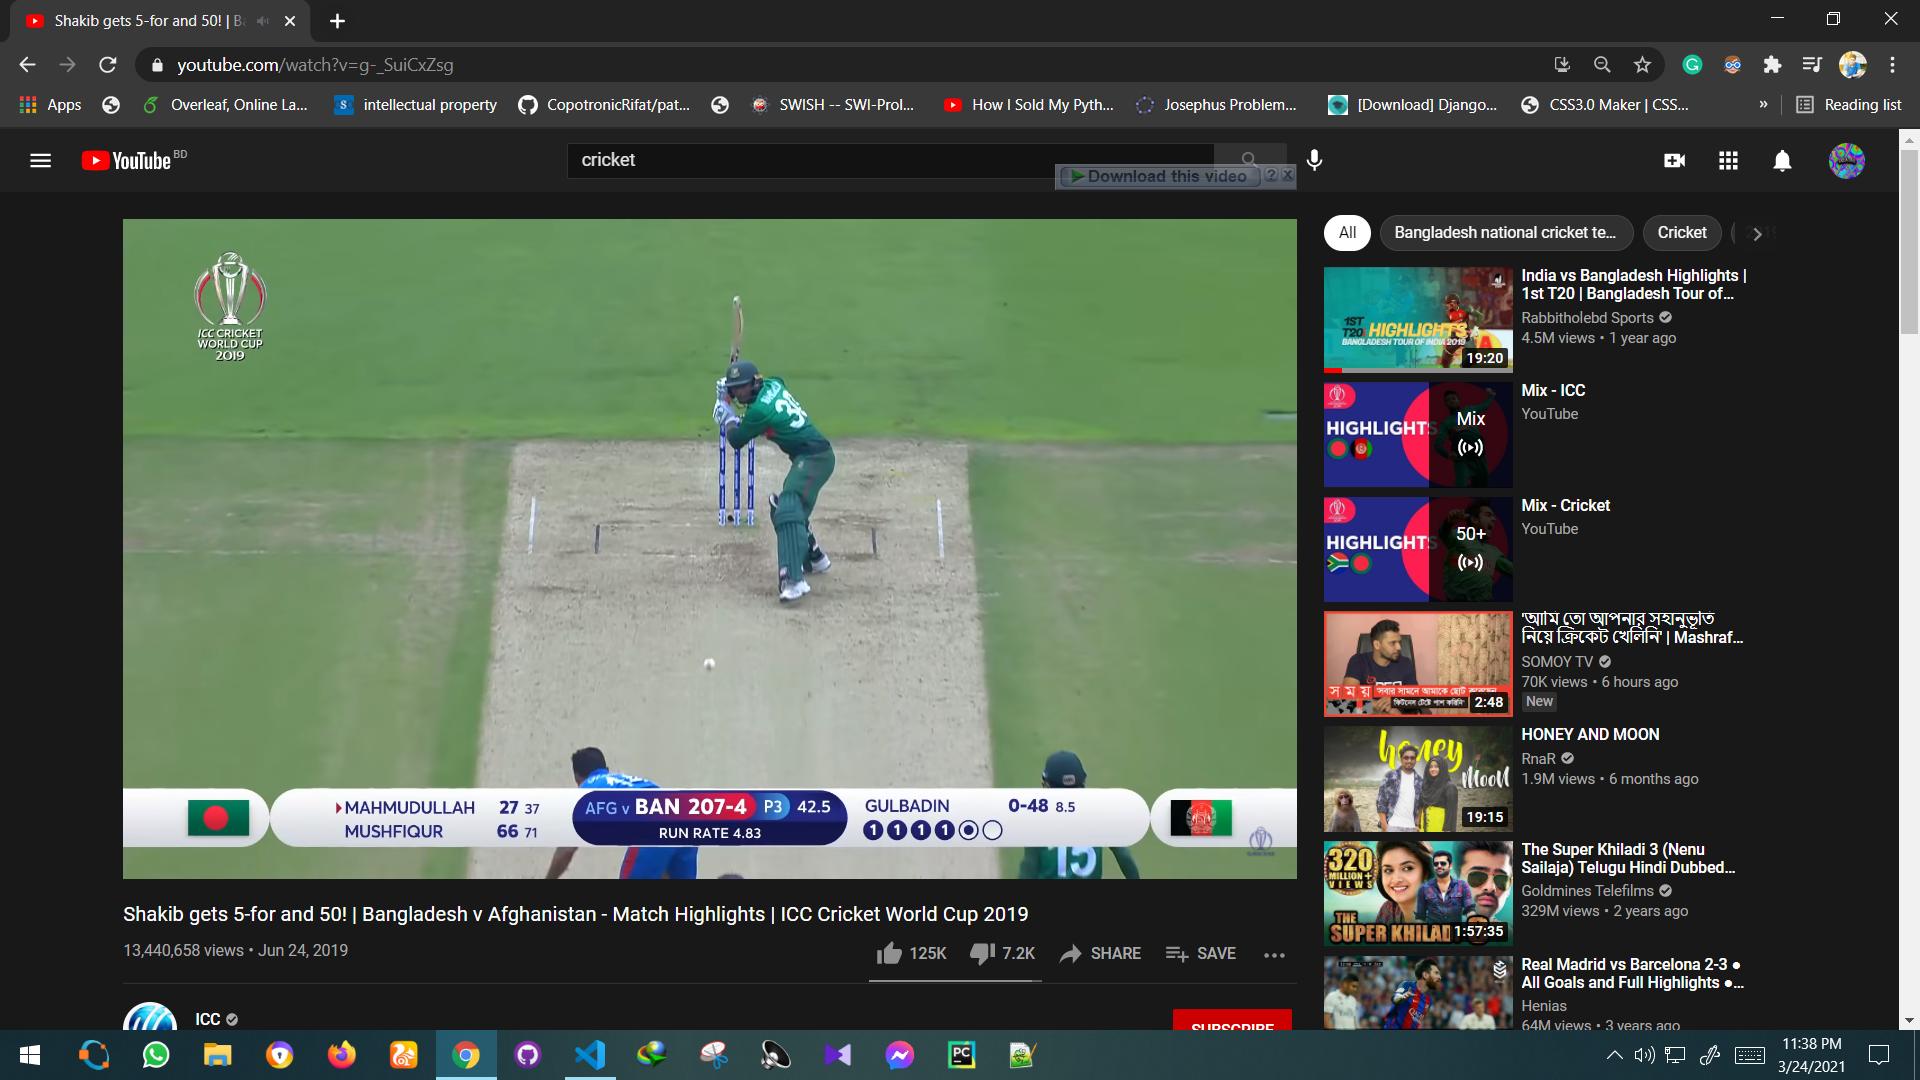 Shakib gets 5-for and 50! | Ba
youtube.com/watch?v=g-_SuiCxZsg
Apps
Overleaf, Online La...
intellectual property
CopotronicRifat/pat...
SWISH -- SWI-Prol...
How I Sold My Pyth...
Josephus Problem...
[Download] Django...
CSS3.0 Maker | CSS...
»
Reading list
YouTube BD
cricket
Download this video
ICC CRICKET
WORLD CUP
2019
15
MAHMUDULLAH 27 37
MUSHFIQUR 66 71
AFG v BAN 207-4 P3 42.5
RUN RATE 4.83
GULBADIN 0-48 8.5
1 1 1 1
Shakib gets 5-for and 50! | Bangladesh v Afghanistan - Match Highlights | ICC Cricket World Cup 2019
13,440,658 views • Jun 24, 2019
125K
7.2K
SHARE
SAVE
ICC
SUBSCRIBE
All
Bangladesh national cricket te...
Cricket
1ST
T20 HIGHLIGHTS
BANGLADESH TOUR OF INDIA 2019
19:20
India vs Bangladesh Highlights |
1st T20 | Bangladesh Tour of...
Rabbitholebd Sports
4.5M views • 1 year ago
HIGHLIGHTS
Mix
Mix - ICC
YouTube
HIGHLIGHTS
50+
Mix - Cricket
YouTube
সময়
2:48
'আমি তো আপনার সহানুভূতি
নিয়ে ক্রিকেট খেলিনি' | Mashraf...
SOMOY TV
70K views • 6 hours ago
New
honey
Moon
19:15
HONEY AND MOON
RnaR
1.9M views • 6 months ago
320
MILLION+
VIEWS
THE
SUPER KHILAD
1:57:35
The Super Khiladi 3 (Nenu
Sailaja) Telugu Hindi Dubbed...
Goldmines Telefilms
329M views • 2 years ago
Real Madrid vs Barcelona 2-3 ●
All Goals and Full Highlights ●...
Henias
64M views • 3 years ago
PC
11:38 PM
3/24/2021